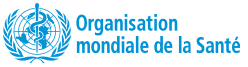 Organisation
mondiale de la Santé